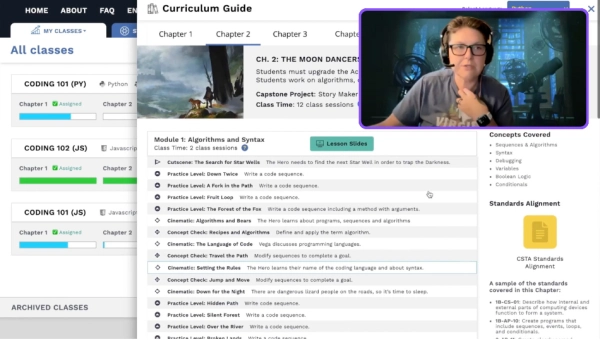 HOME ABOUT FAQ EN
MY CLASSES
All classes
CODING 101 (PY) Python
Chapter 1 Assigned Chapter 2
CODING 102 (JS) Javascript
Chapter 1 Assigned Chapter 2
CODING 101 (JS) Javascript
Chapter 1 Assigned Chapter 2
ARCHIVED CLASSES
Curriculum Guide
Chapter 1 Chapter 2 Chapter 3
CH. 2: THE MOON DANCERS
Students must upgrade the
Students work on algorithms,
Capstone Project: Story Maker
Class Time: 12 class sessions
Module 1: Algorithms and Syntax
Class Time: 2 class sessions
Lesson Slides
Cutscene: The Search for Star Wells The Hero needs to find the next Star Well in order to trap the Darkness.
Practice Level: Down Twice Write a code sequence.
Practice Level: A Fork in the Path Write a code sequence.
Practice Level: Fruit Loop Write a code sequence.
Practice Level: The Forest of the Fox Write a code sequence including a method with arguments.
Cinematic: Algorithms and Bears The Hero learns about programs, sequences and algorithms
Concept Check: Recipes and Algorithms Define and apply the term algorithm.
Cinematic: The Language of Code Vega discusses programming languages.
Concept Check: Travel the Path Modify sequences to complete a goal.
Cinematic: Setting the Rules The Hero learns their name of the coding language and about syntax.
Concept Check: Jump and Move Modify sequences to complete a goal.
Cinematic: Down for the Night There are dangerous lizard people on the roads, so it's time to sleep.
Practice Level: Hidden Path Write a code sequence.
Practice Level: Silent Forest Write a code sequence.
Practice Level: Over the River Write a code sequence.
Practice Level: Broken Lands Write a code sequence.
Concepts Covered
Sequences & Algorithms
Syntax
Debugging
Variables
Boolean Logic
Conditionals
Standards Alignment
CSTA Standards
Alignment
A sample of the standards
covered in this Chapter:
1B-CS-01: Describe how internal and
external parts of computing devices
function to form a system.
1B-AP-10: Create programs that
include sequences, events, loops,
and conditionals.